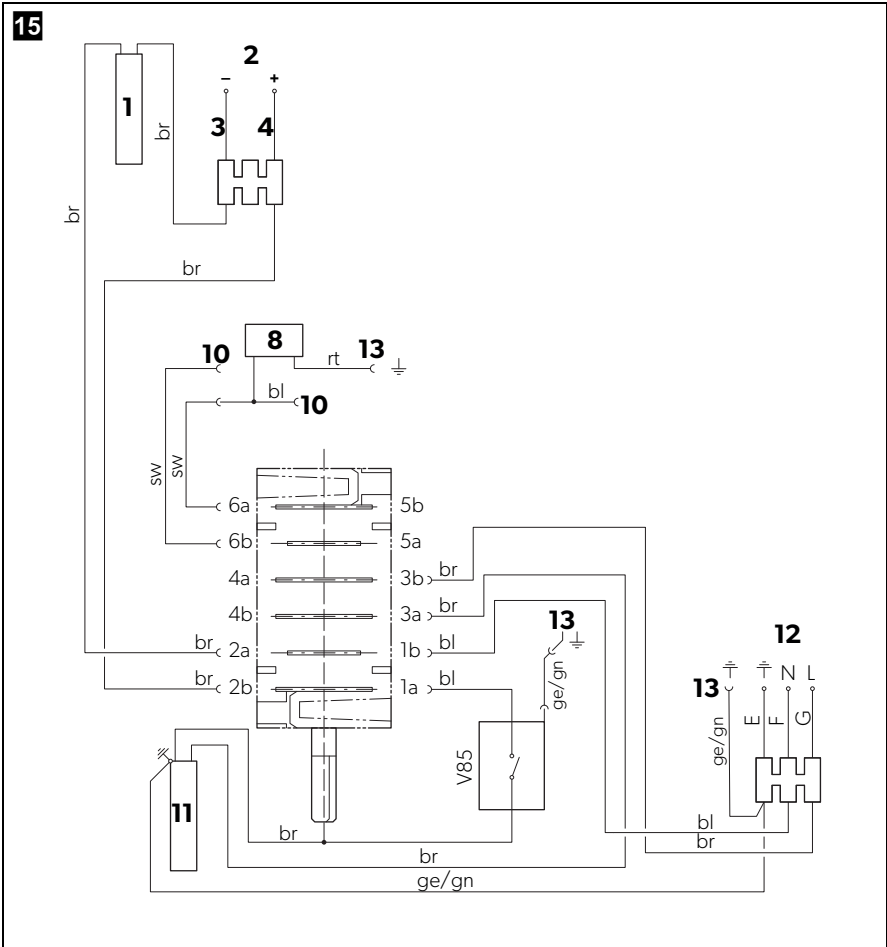 15
2
− +
1
3 4
br
br
br
8
10
rt
13
bl
10
sw
sw
6a 5b
6b 5a
4a 3b br
4b 3a br
13
br 2a 1b bl
12
br 2b 1a bl
N L
13
ge/gn
ge/gn
E
F
G
V85
11
br
bl
br
br
ge/gn